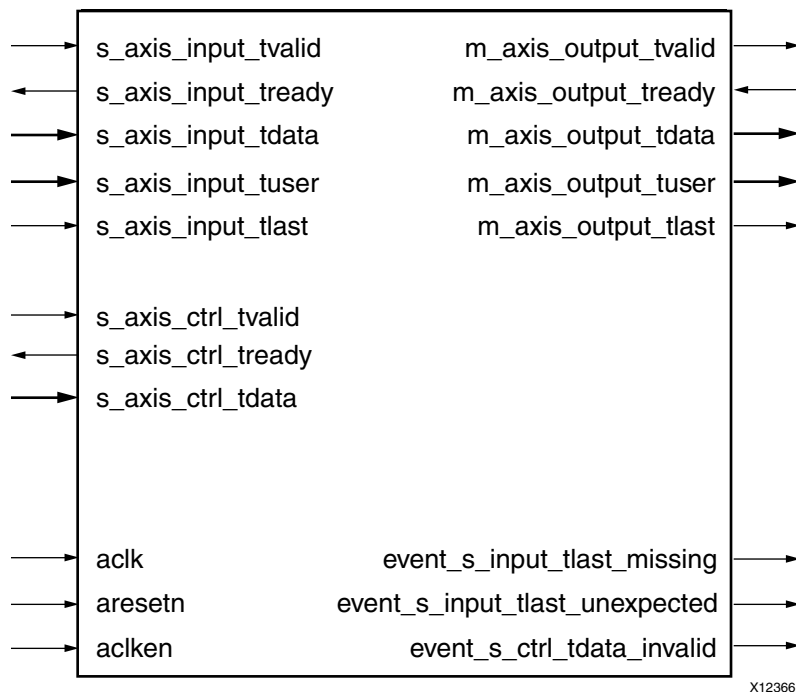 s_axis_input_tvalid m_axis_output_tvalid
s_axis_input_tready m_axis_output_tready
s_axis_input_tdata m_axis_output_tdata
s_axis_input_tuser m_axis_output_tuser
s_axis_input_tlast m_axis_output_tlast
s_axis_ctrl_tvalid
s_axis_ctrl_tready
s_axis_ctrl_tdata
aclk event_s_input_tlast_missing
aresetn event_s_input_tlast_unexpected
aclken event_s_ctrl_tdata_invalid
X12366